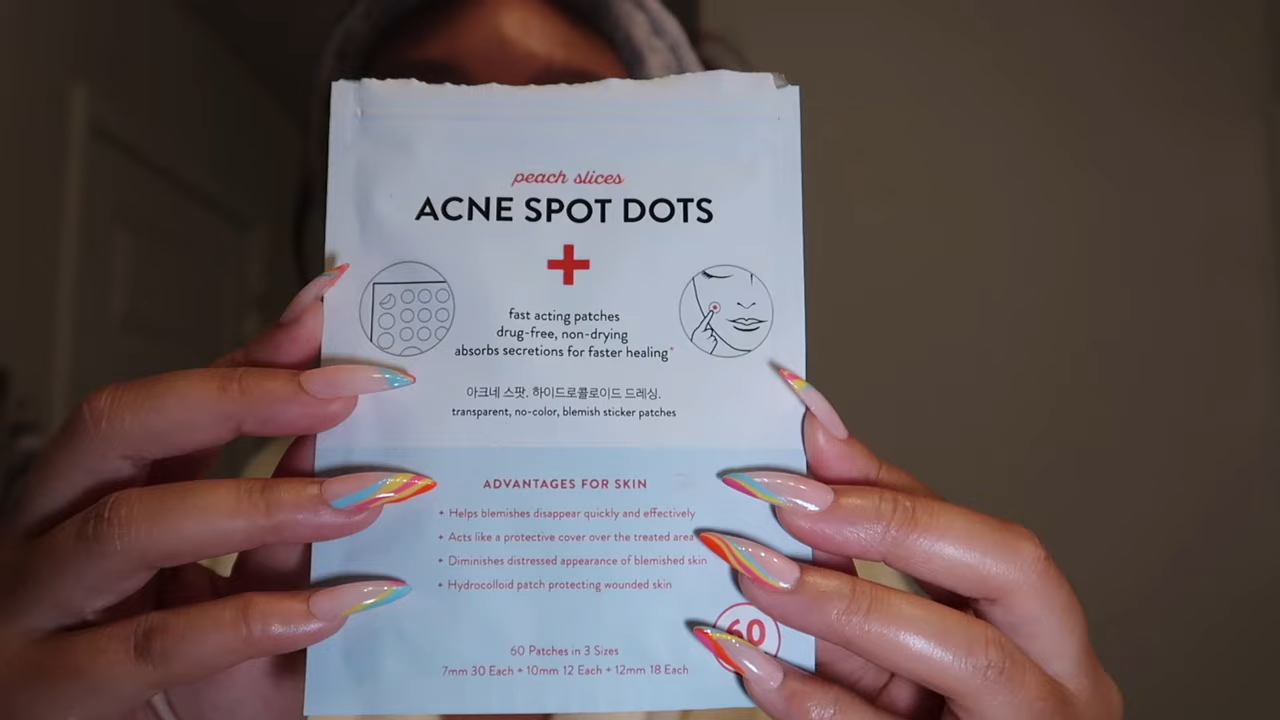 peach slices
ACNE SPOT DOTS
fast acting patches
drug-free, non-drying
absorbs secretions for faster healing*
아크네 스팟. 하이드로콜로이드 드레싱.
transparent, no-color, blemish sticker patches
ADVANTAGES FOR SKIN
+ Helps blemishes disappear quickly and effectively
+ Acts like a protective cover over the treated area
+ Diminishes distressed appearance of blemished skin
+ Hydrocolloid patch protecting wounded skin
60
60 Patches in 3 Sizes
7mm 30 Each + 10mm 12 Each + 12mm 18 Each